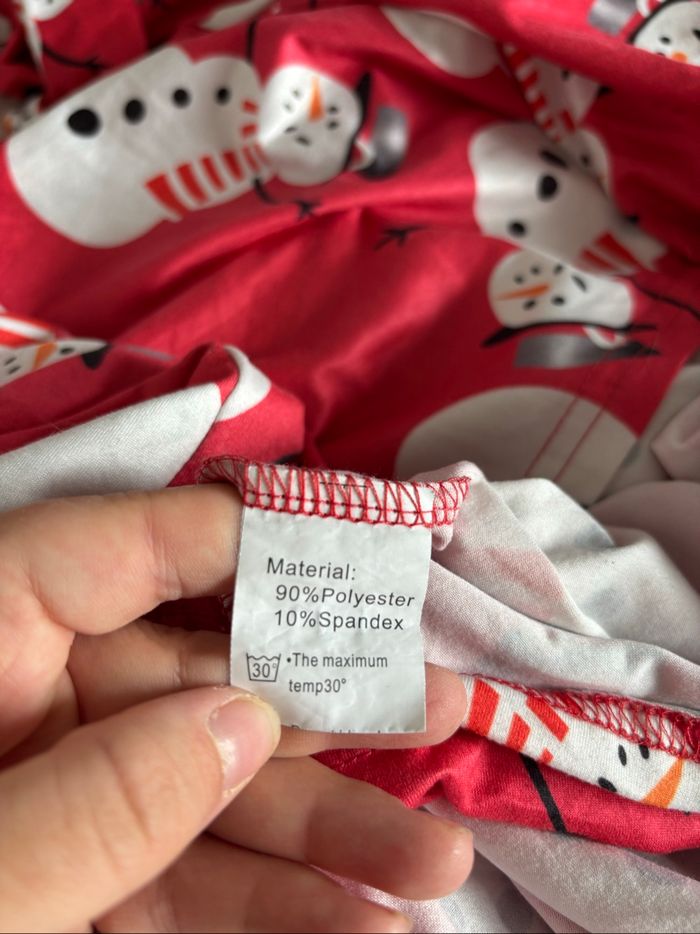 Material:
90%Polyester
10%Spandex
30°
•The maximum
temp30°